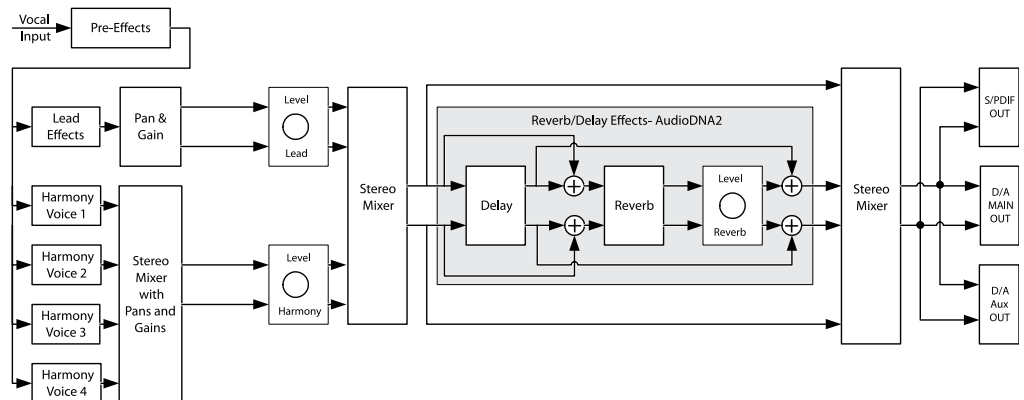 Vocal
Input
Pre-Effects
Lead
Effects
Pan &
Gain
Level
Lead
Harmony
Voice 1
Harmony
Voice 2
Harmony
Voice 3
Harmony
Voice 4
Stereo
Mixer
with
Pans and
Gains
Level
Harmony
Stereo
Mixer
Reverb/Delay Effects- AudioDNA2
Delay
Reverb
Level
Reverb
Stereo
Mixer
S/PDIF
OUT
D/A
MAIN
OUT
D/A
Aux
OUT